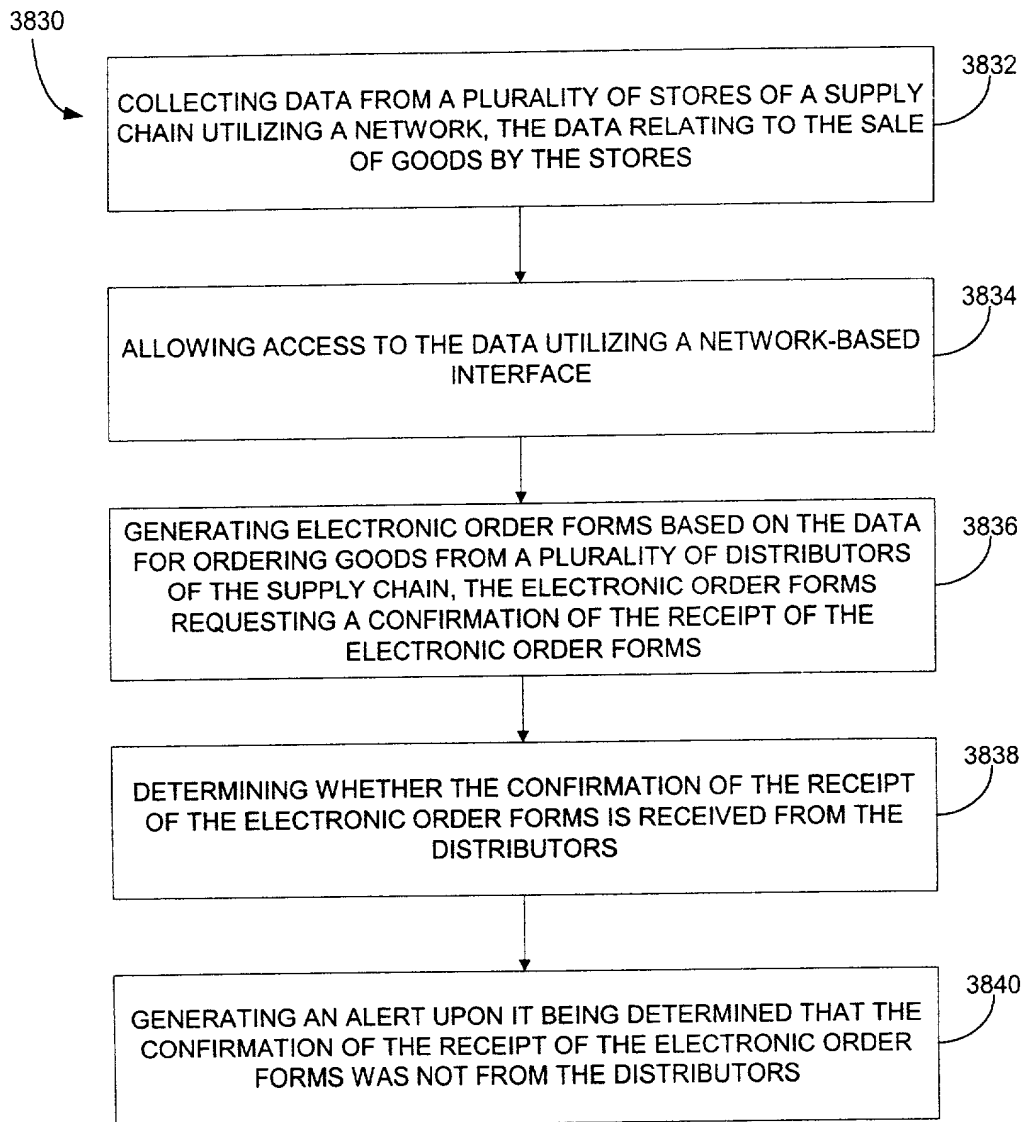 3830
3832
COLLECTING DATA FROM A PLURALITY OF STORES OF A SUPPLY
CHAIN UTILIZING A NETWORK, THE DATA RELATING TO THE SALE
OF GOODS BY THE STORES
3834
ALLOWING ACCESS TO THE DATA UTILIZING A NETWORK-BASED
INTERFACE
3836
GENERATING ELECTRONIC ORDER FORMS BASED ON THE DATA
FOR ORDERING GOODS FROM A PLURALITY OF DISTRIBUTORS
OF THE SUPPLY CHAIN, THE ELECTRONIC ORDER FORMS
REQUESTING A CONFIRMATION OF THE RECEIPT OF THE
ELECTRONIC ORDER FORMS
3838
DETERMINING WHETHER THE CONFIRMATION OF THE RECEIPT
OF THE ELECTRONIC ORDER FORMS IS RECEIVED FROM THE
DISTRIBUTORS
3840
GENERATING AN ALERT UPON IT BEING DETERMINED THAT THE
CONFIRMATION OF THE RECEIPT OF THE ELECTRONIC ORDER
FORMS WAS NOT FROM THE DISTRIBUTORS